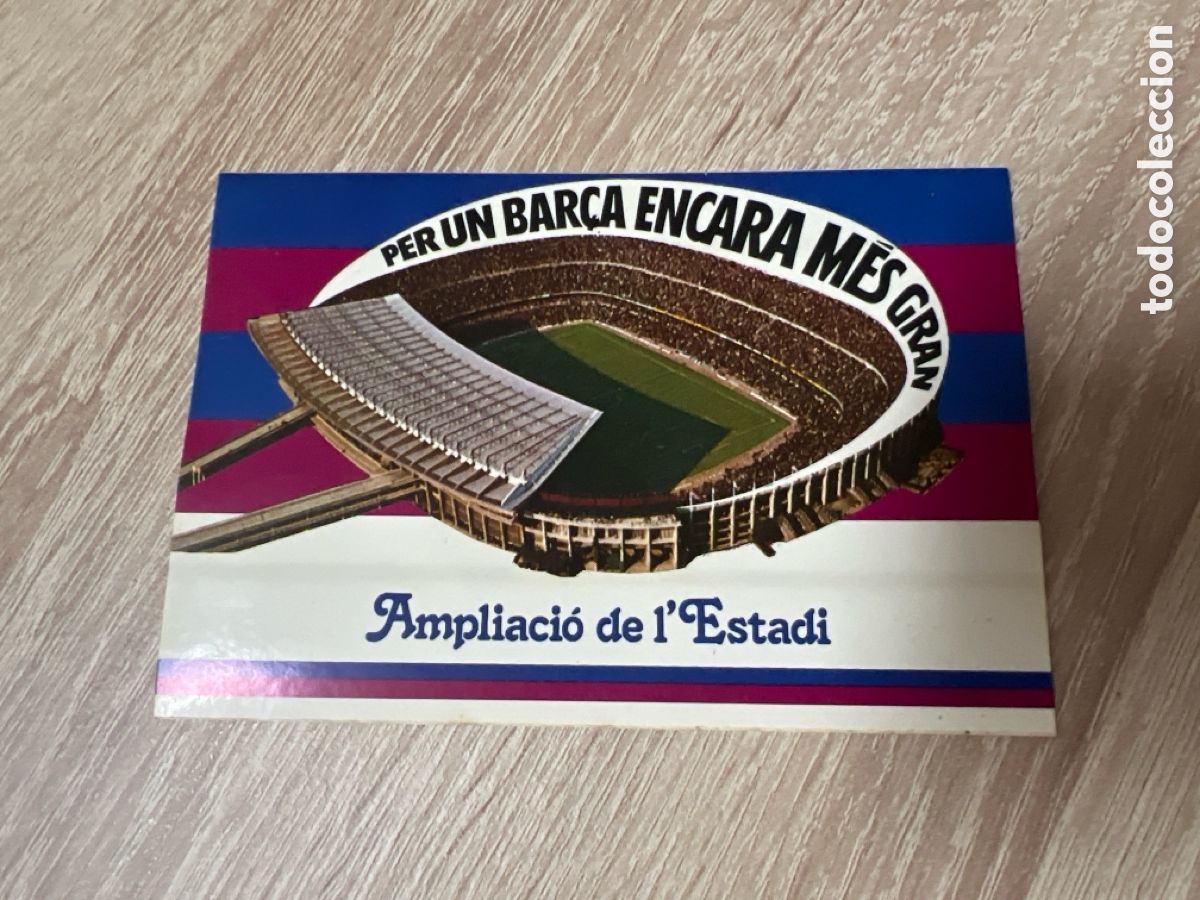 PER UN BARÇA ENCARA MÉS GRAN
Ampliació de l'Estadi
todocoleccion